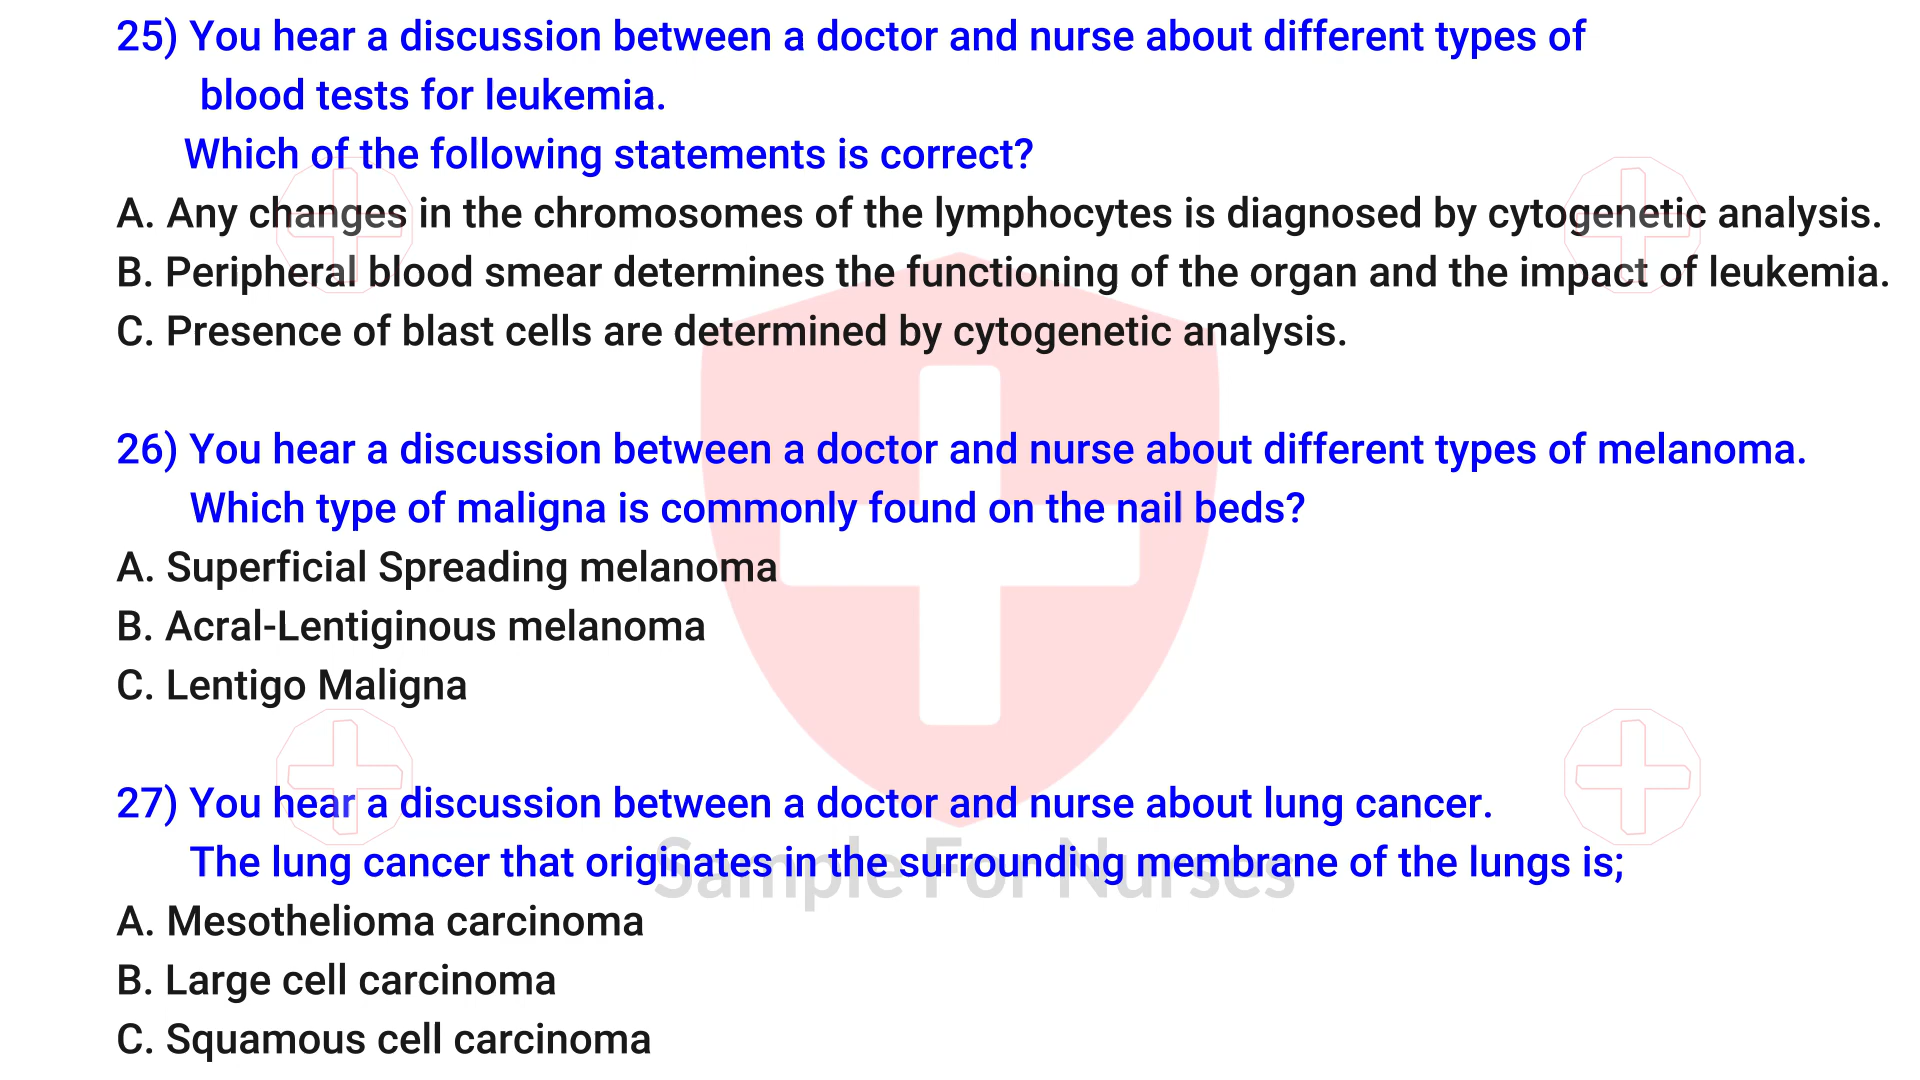 25) You hear a discussion between a doctor and nurse about different types of
blood tests for leukemia.
Which of the following statements is correct?
A. Any changes in the chromosomes of the lymphocytes is diagnosed by cytogenetic analysis.
B. Peripheral blood smear determines the functioning of the organ and the impact of leukemia.
C. Presence of blast cells are determined by cytogenetic analysis.
26) You hear a discussion between a doctor and nurse about different types of melanoma.
Which type of maligna is commonly found on the nail beds?
A. Superficial Spreading melanoma
B. Acral-Lentiginous melanoma
C. Lentigo Maligna
27) You hear a discussion between a doctor and nurse about lung cancer.
The lung cancer that originates in the surrounding membrane of the lungs is;
Sample For Nurses
A. Mesothelioma carcinoma
B. Large cell carcinoma
C. Squamous cell carcinoma